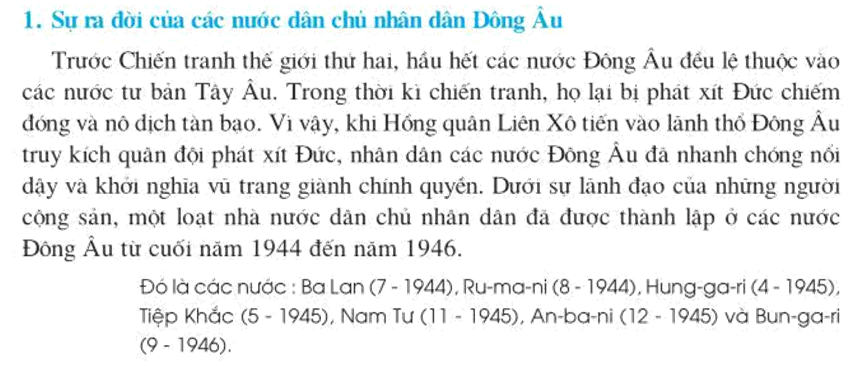 1. Sự ra đời của các nước dân chủ nhân dân Đông Âu
Trước Chiến tranh thế giới thứ hai, hầu hết các nước Đông Âu đều lệ thuộc vào
các nước tư bản Tây Âu. Trong thời kì chiến tranh, họ lại bị phát xít Đức chiếm
đóng và nô dịch tàn bạo. Vì vậy, khi Hồng quân Liên Xô tiến vào lãnh thổ Đông Âu
truy kích quân đội phát xít Đức, nhân dân các nước Đông Âu đã nhanh chóng nổi
dậy và khởi nghĩa vũ trang giành chính quyền. Dưới sự lãnh đạo của những người
cộng sản, một loạt nhà nước dân chủ nhân dân đã được thành lập ở các nước
Đông Âu từ cuối năm 1944 đến năm 1946.
Đó là các nước : Ba Lan (7 - 1944), Ru-ma-ni (8 - 1944), Hung-ga-ri (4 - 1945),
Tiệp Khắc (5 - 1945), Nam Tư (11 - 1945), An-ba-ni (12 - 1945) và Bun-ga-ri
(9 - 1946).